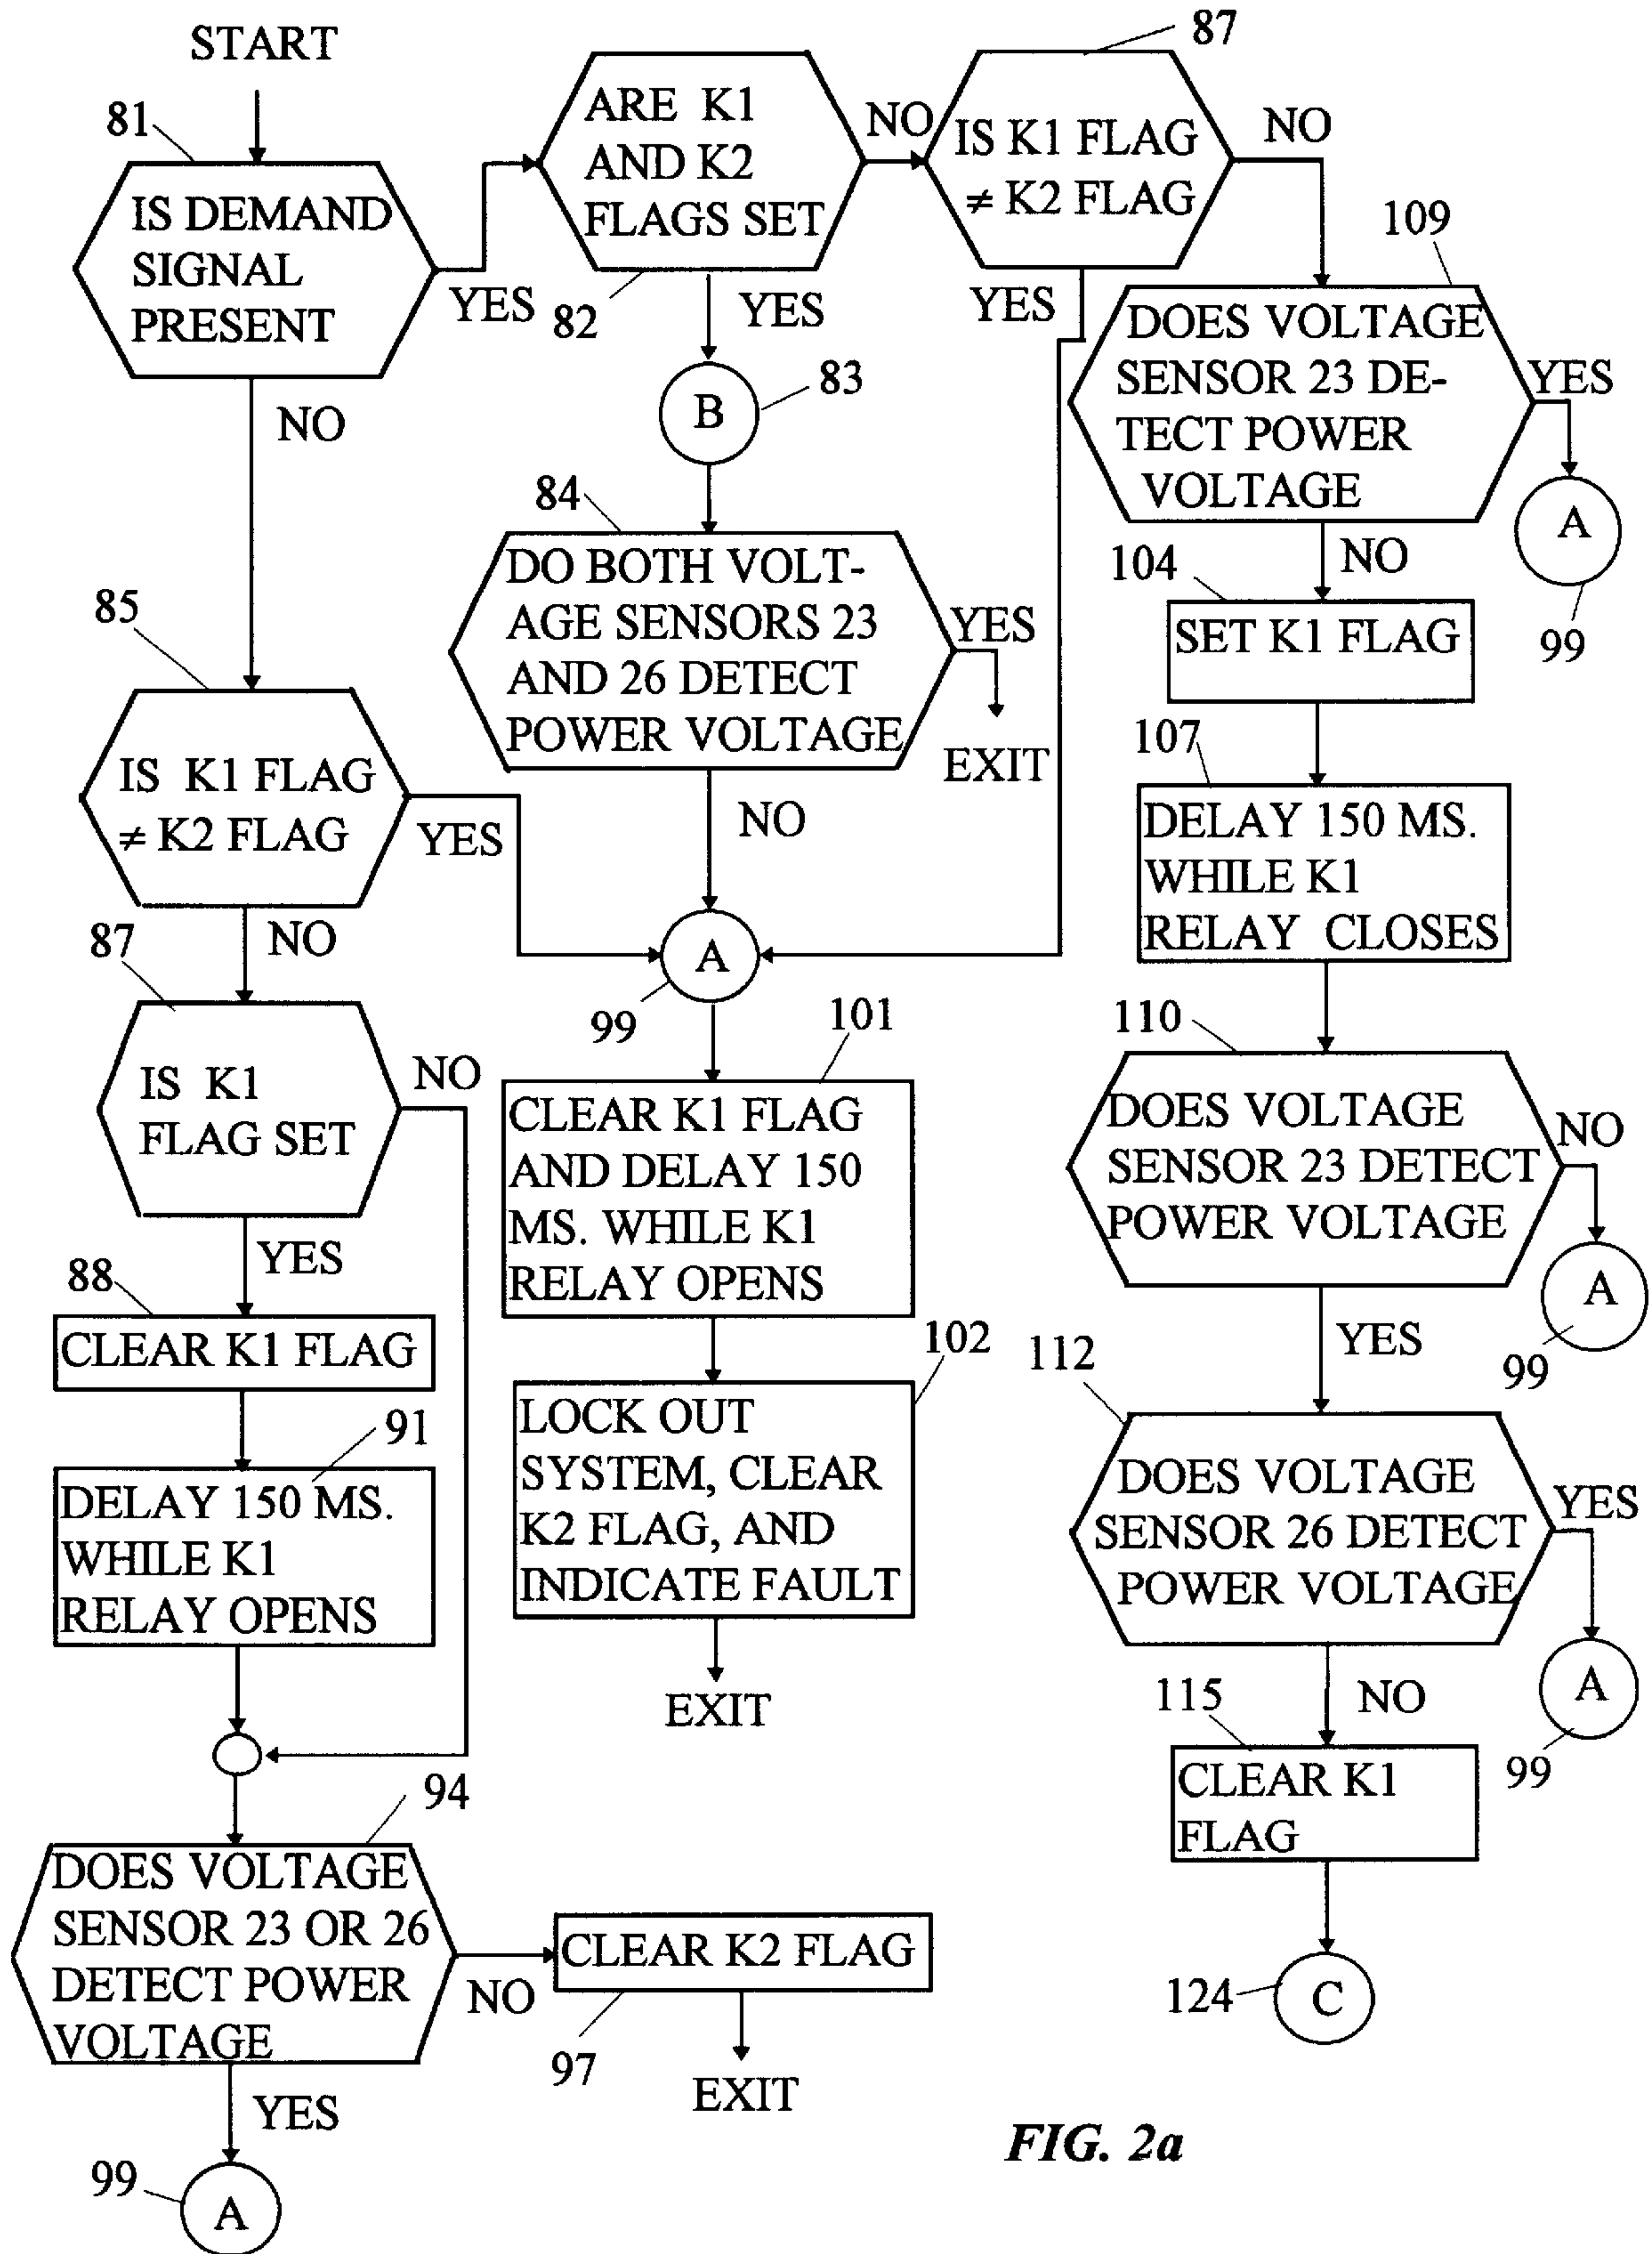 START
81
IS DEMAND
SIGNAL
PRESENT
YES
NO
ARE K1
AND K2
FLAGS SET
82
NO
YES
87
IS K1 FLAG
≠ K2 FLAG
NO
YES
B
83
84
DO BOTH VOLT-
AGE SENSORS 23
AND 26 DETECT
POWER VOLTAGE
YES
EXIT
NO
109
DOES VOLTAGE
SENSOR 23 DE-
TECT POWER
VOLTAGE
YES
A
99
NO
104
SET K1 FLAG
107
DELAY 150 MS.
WHILE K1
RELAY CLOSES
110
DOES VOLTAGE
SENSOR 23 DETECT
POWER VOLTAGE
NO
A
99
YES
112
DOES VOLTAGE
SENSOR 26 DETECT
POWER VOLTAGE
YES
A
99
NO
115
CLEAR K1
FLAG
124
C
85
IS K1 FLAG
≠ K2 FLAG
YES
NO
A
99
101
CLEAR K1 FLAG
AND DELAY 150
MS. WHILE K1
RELAY OPENS
102
LOCK OUT
SYSTEM, CLEAR
K2 FLAG, AND
INDICATE FAULT
EXIT
87
IS K1
FLAG SET
NO
YES
88
CLEAR K1 FLAG
91
DELAY 150 MS.
WHILE K1
RELAY OPENS
94
DOES VOLTAGE
SENSOR 23 OR 26
DETECT POWER
VOLTAGE
NO
CLEAR K2 FLAG
97
EXIT
YES
99
A
FIG. 2a